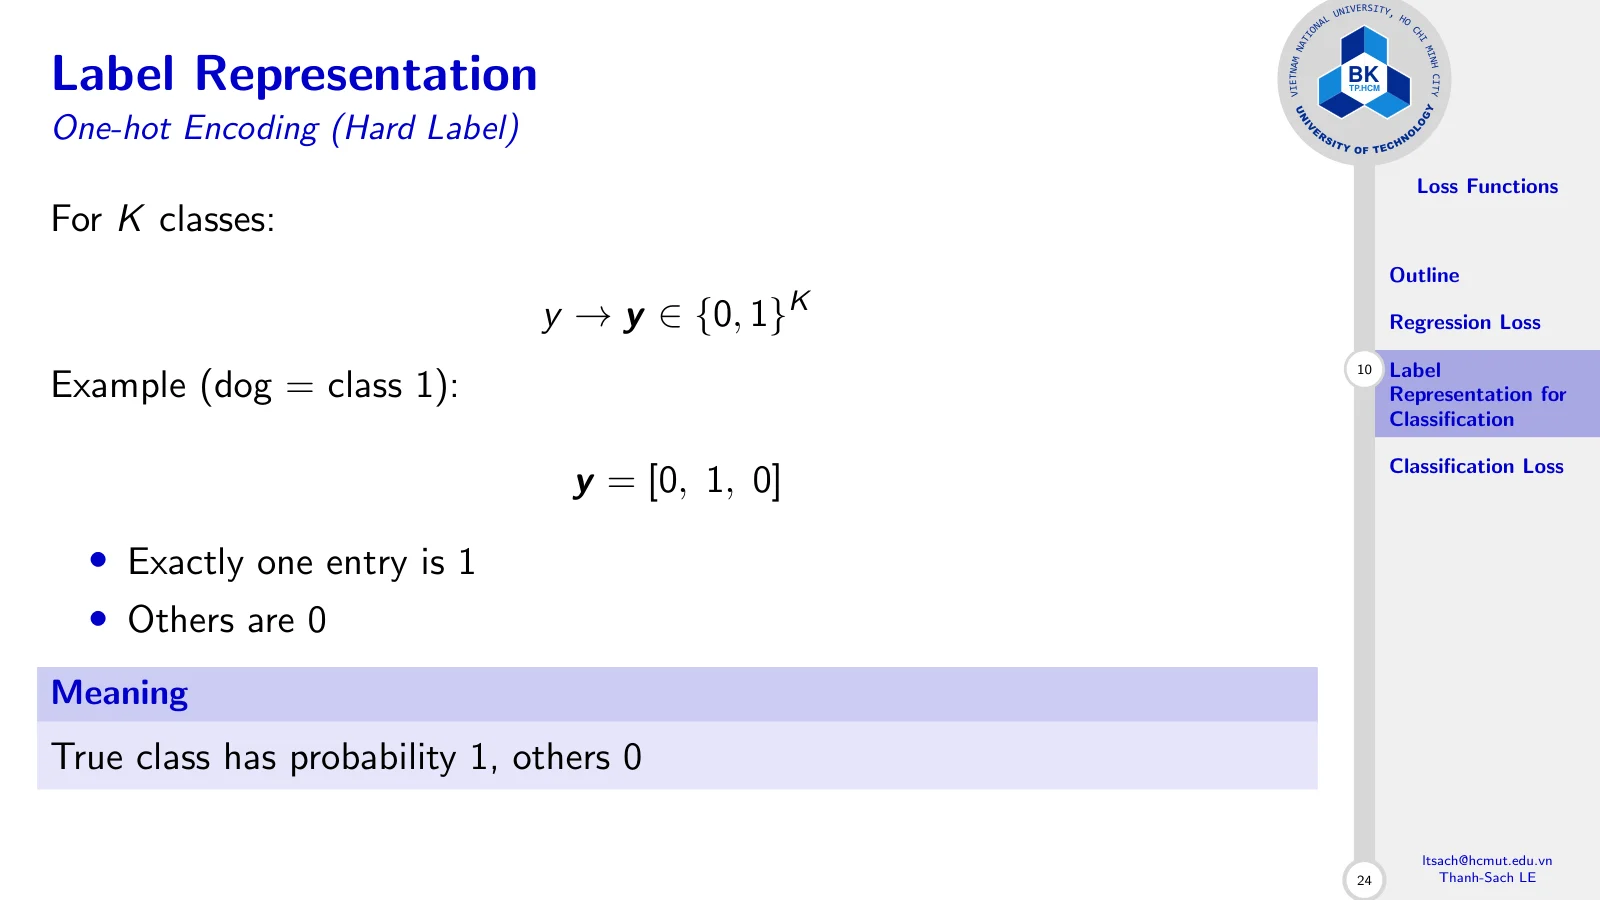 Label Representation
One-hot Encoding (Hard Label)
For K classes:
y → y ∈ {0, 1}^K
Example (dog = class 1):
y = [0, 1, 0]
• Exactly one entry is 1
• Others are 0
Meaning
True class has probability 1, others 0
VIETNAM NATIONAL UNIVERSITY, HO CHI MINH CITY
BK
TP.HCM
UNIVERSITY OF TECHNOLOGY
Loss Functions
Outline
Regression Loss
10
Label
Representation for
Classification
Classification Loss
ltsach@hcmut.edu.vn
Thanh-Sach LE
24